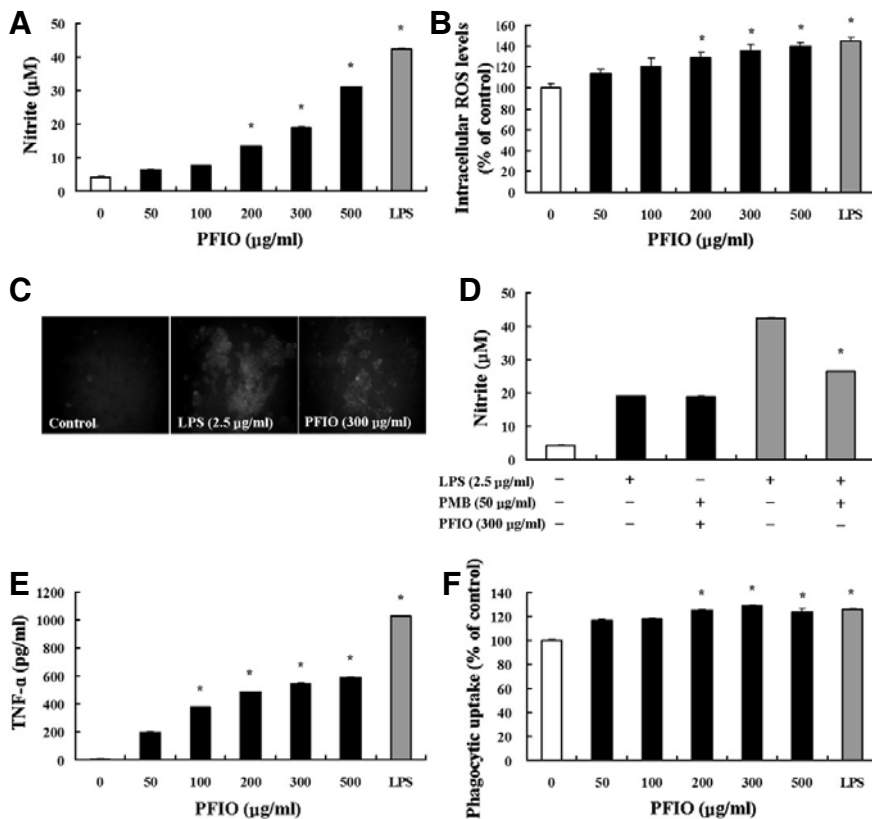 A
Nitrite (µM)
50
40
30
20
10
0
* * * *
0 50 100 200 300 500 LPS
PFIO (µg/ml)
B
Intracellular ROS levels
(% of control)
160
140
120
100
80
60
40
20
0
* * * *
0 50 100 200 300 500 LPS
PFIO (µg/ml)
C
Control
LPS (2.5 µg/ml)
PFIO (300 µg/ml)
D
Nitrite (µM)
50
40
30
20
10
0
*
LPS (2.5 µg/ml) – + – + +
PMB (50 µg/ml) – – + – +
PFIO (300 µg/ml) – – + – –
E
TNF-α (pg/ml)
1200
1000
800
600
400
200
0
* * * * *
0 50 100 200 300 500 LPS
PFIO (µg/ml)
F
Phagocytic uptake (% of control)
140
120
100
80
60
40
20
0
* * * *
0 50 100 200 300 500 LPS
PFIO (µg/ml)